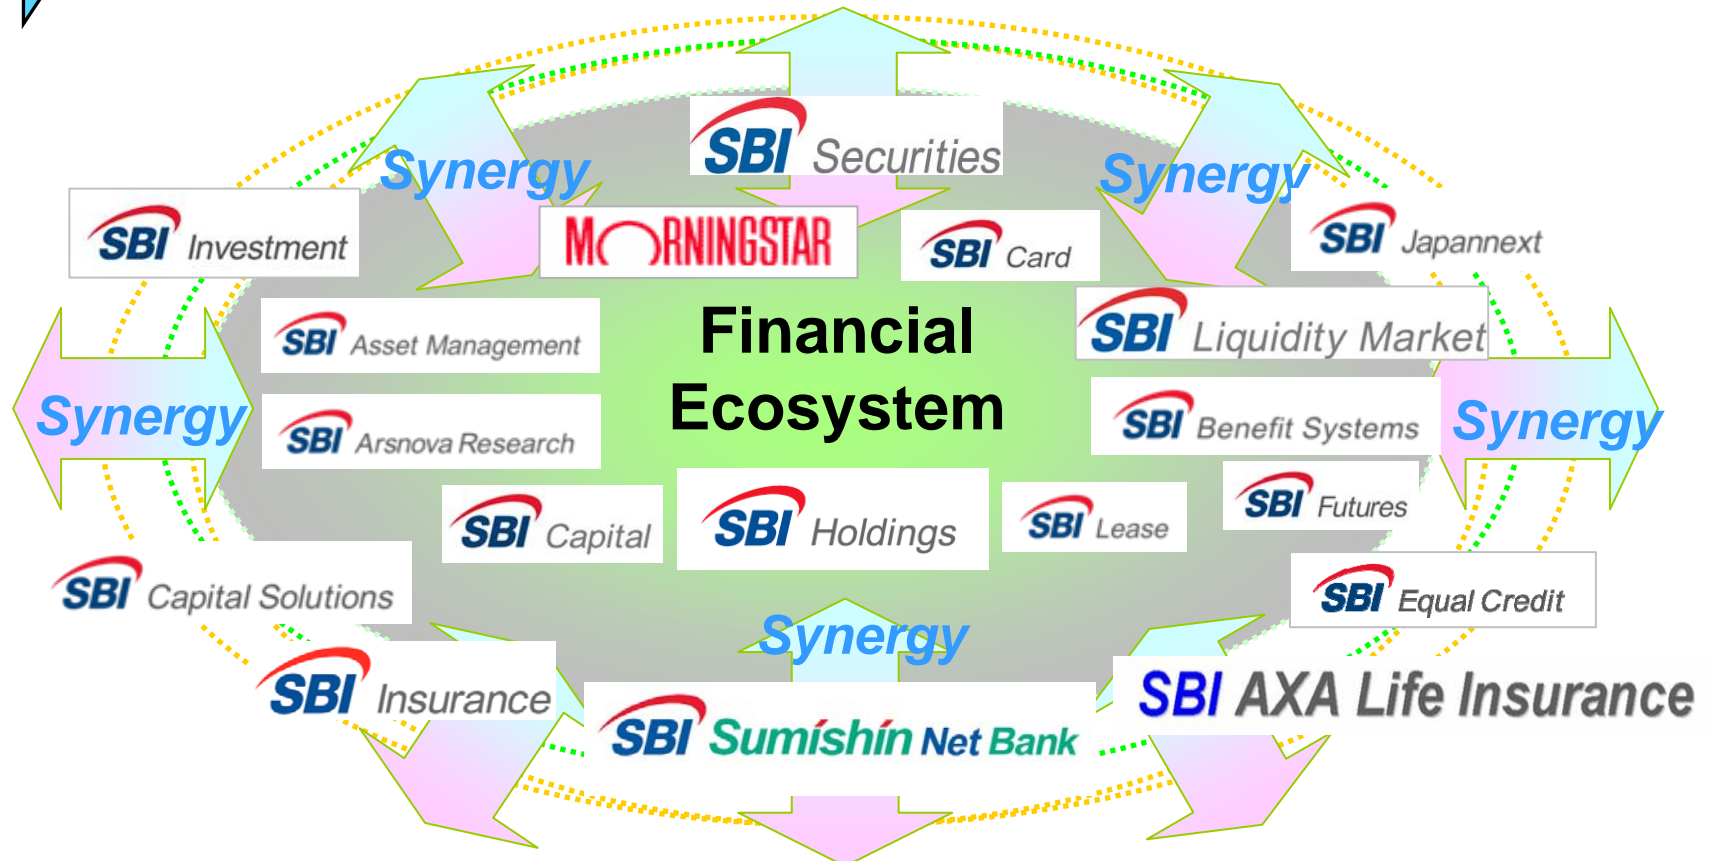 SBI Securities
Synergy
Synergy
SBI Investment
MORNINGSTAR
SBI Card
SBI Japannext
SBI Asset Management
Financial
Ecosystem
SBI Liquidity Market
Synergy
SBI Arsnova Research
SBI Benefit Systems
Synergy
SBI Capital
SBI Holdings
SBI Lease
SBI Futures
SBI Capital Solutions
SBI Equal Credit
Synergy
SBI Insurance
SBI Sumíshín Net Bank
SBI AXA Life Insurance